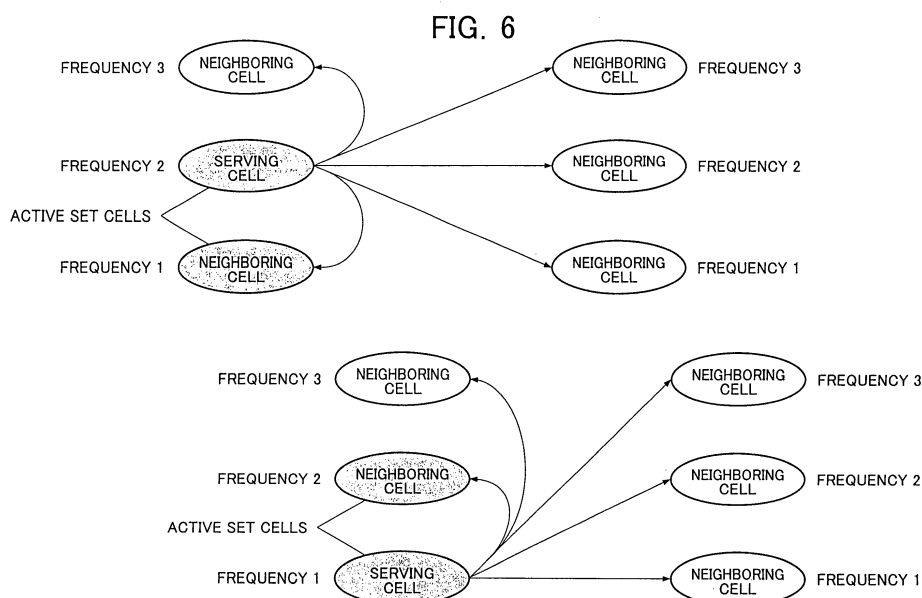 FIG. 6
FREQUENCY 3
NEIGHBORING
CELL
NEIGHBORING
CELL
FREQUENCY 3
FREQUENCY 2
SERVING
CELL
NEIGHBORING
CELL
FREQUENCY 2
ACTIVE SET CELLS
FREQUENCY 1
NEIGHBORING
CELL
NEIGHBORING
CELL
FREQUENCY 1
FREQUENCY 3
NEIGHBORING
CELL
NEIGHBORING
CELL
FREQUENCY 3
FREQUENCY 2
NEIGHBORING
CELL
NEIGHBORING
CELL
FREQUENCY 2
ACTIVE SET CELLS
FREQUENCY 1
SERVING
CELL
NEIGHBORING
CELL
FREQUENCY 1